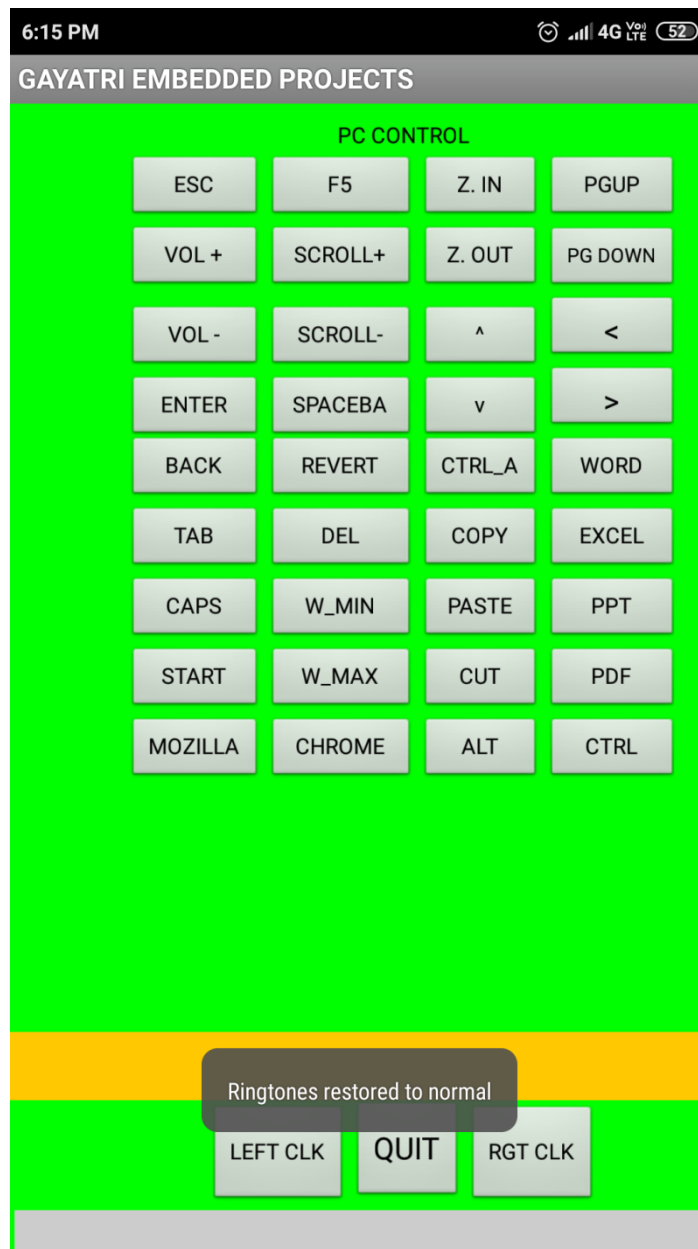 6:15 PM 4G Vo)) LTE 52
GAYATRI EMBEDDED PROJECTS
PC CONTROL
ESC F5 Z. IN PGUP
VOL + SCROLL+ Z. OUT PG DOWN
VOL - SCROLL- ^ <
ENTER SPACEBA v >
BACK REVERT CTRL_A WORD
TAB DEL COPY EXCEL
CAPS W_MIN PASTE PPT
START W_MAX CUT PDF
MOZILLA CHROME ALT CTRL
Ringtones restored to normal
LEFT CLK QUIT RGT CLK